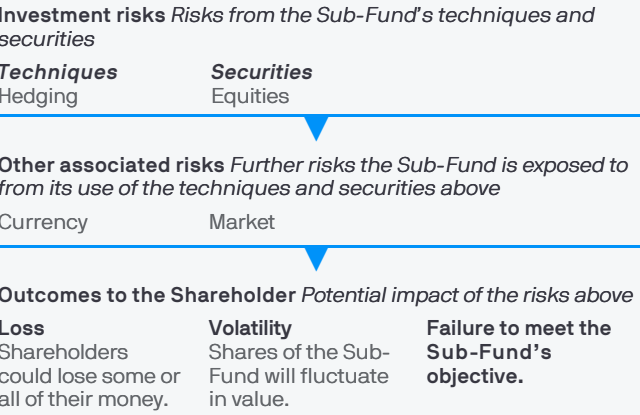 Investment risks Risks from the Sub-Fund's techniques and
securities
Techniques Securities
Hedging Equities
Other associated risks Further risks the Sub-Fund is exposed to
from its use of the techniques and securities above
Currency Market
Outcomes to the Shareholder Potential impact of the risks above
Loss Volatility Failure to meet the
Shareholders Shares of the Sub- Sub-Fund's
could lose some or Fund will fluctuate objective.
all of their money. in value.